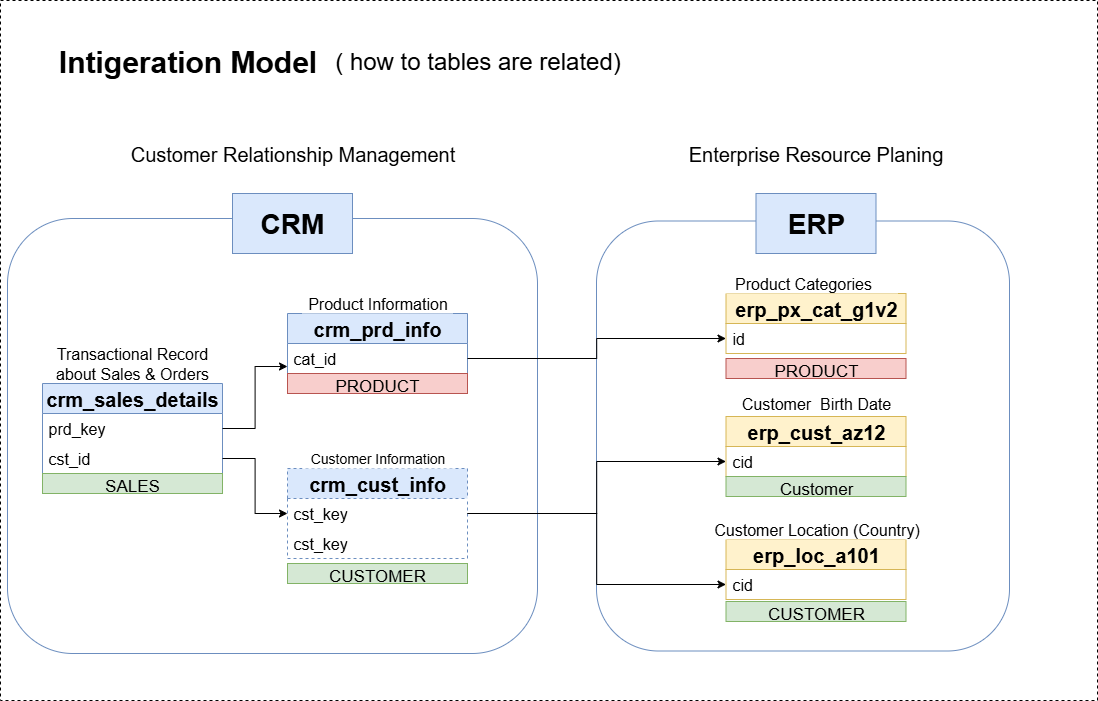 Intigeration Model ( how to tables are related)
Customer Relationship Management
Enterprise Resource Planing
CRM
ERP
Transactional Record
about Sales & Orders
crm_sales_details
prd_key
cst_id
SALES
Product Information
crm_prd_info
cat_id
PRODUCT
Customer Information
crm_cust_info
cst_key
cst_key
CUSTOMER
Product Categories
erp_px_cat_g1v2
id
PRODUCT
Customer  Birth Date
erp_cust_az12
cid
Customer
Customer Location (Country)
erp_loc_a101
cid
CUSTOMER